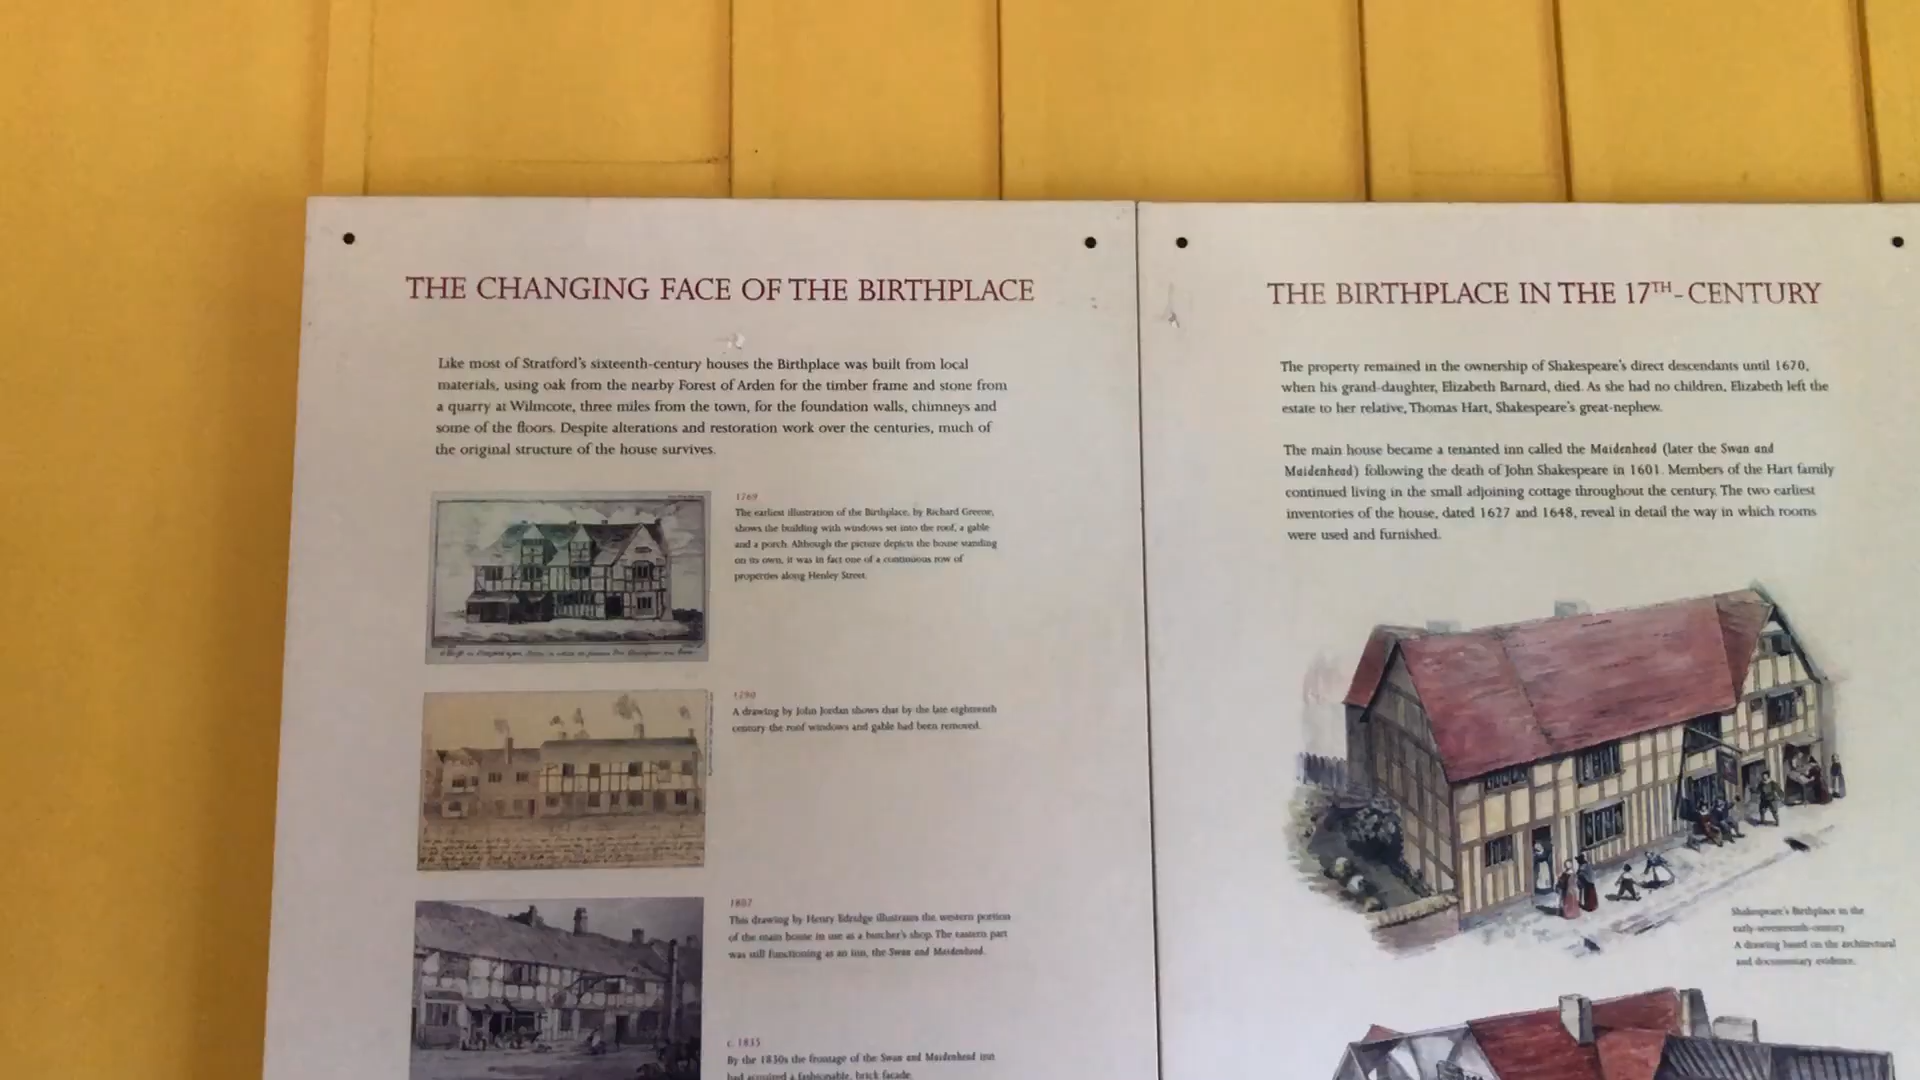 THE CHANGING FACE OF THE BIRTHPLACE
Like most of Stratford's sixteenth-century houses the Birthplace was built from local
materials, using oak from the nearby Forest of Arden for the timber frame and stone from
a quarry at Wilmcote, three miles from the town, for the foundation walls, chimneys and
some of the floors. Despite alterations and restoration work over the centuries, much of
the original structure of the house survives.
1769
The earliest illustration of the Birthplace, by Richard Greene,
shows the building with windows set into the roof, a gable
and a porch. Although the picture depicts the house standing
on its own, it was in fact one of a continuous row of
properties along Henley Street.
1790
A drawing by John Jordan shows that by the late eighteenth
century the roof windows and gable had been removed.
1807
This drawing by Henry Edridge illustrates the western portion
of the main house in use as a butcher's shop. The eastern part
was still functioning as an inn, the Swan and Maidenhead.
c. 1835
By the 1830s the frontage of the Swan and Maidenhead inn
had acquired a fashionable, brick facade.
THE BIRTHPLACE IN THE 17TH-CENTURY
The property remained in the ownership of Shakespeare's direct descendants until 1670,
when his grand-daughter, Elizabeth Barnard, died. As she had no children, Elizabeth left the
estate to her relative, Thomas Hart, Shakespeare's great-nephew.
The main house became a tenanted inn called the Maidenhead (later the Swan and
Maidenhead) following the death of John Shakespeare in 1601. Members of the Hart family
continued living in the small adjoining cottage throughout the century. The two earliest
inventories of the house, dated 1627 and 1648, reveal in detail the way in which rooms
were used and furnished.
Shakespeare's Birthplace in the
early-seventeenth-century
A drawing based on the architectural
and documentary evidence.